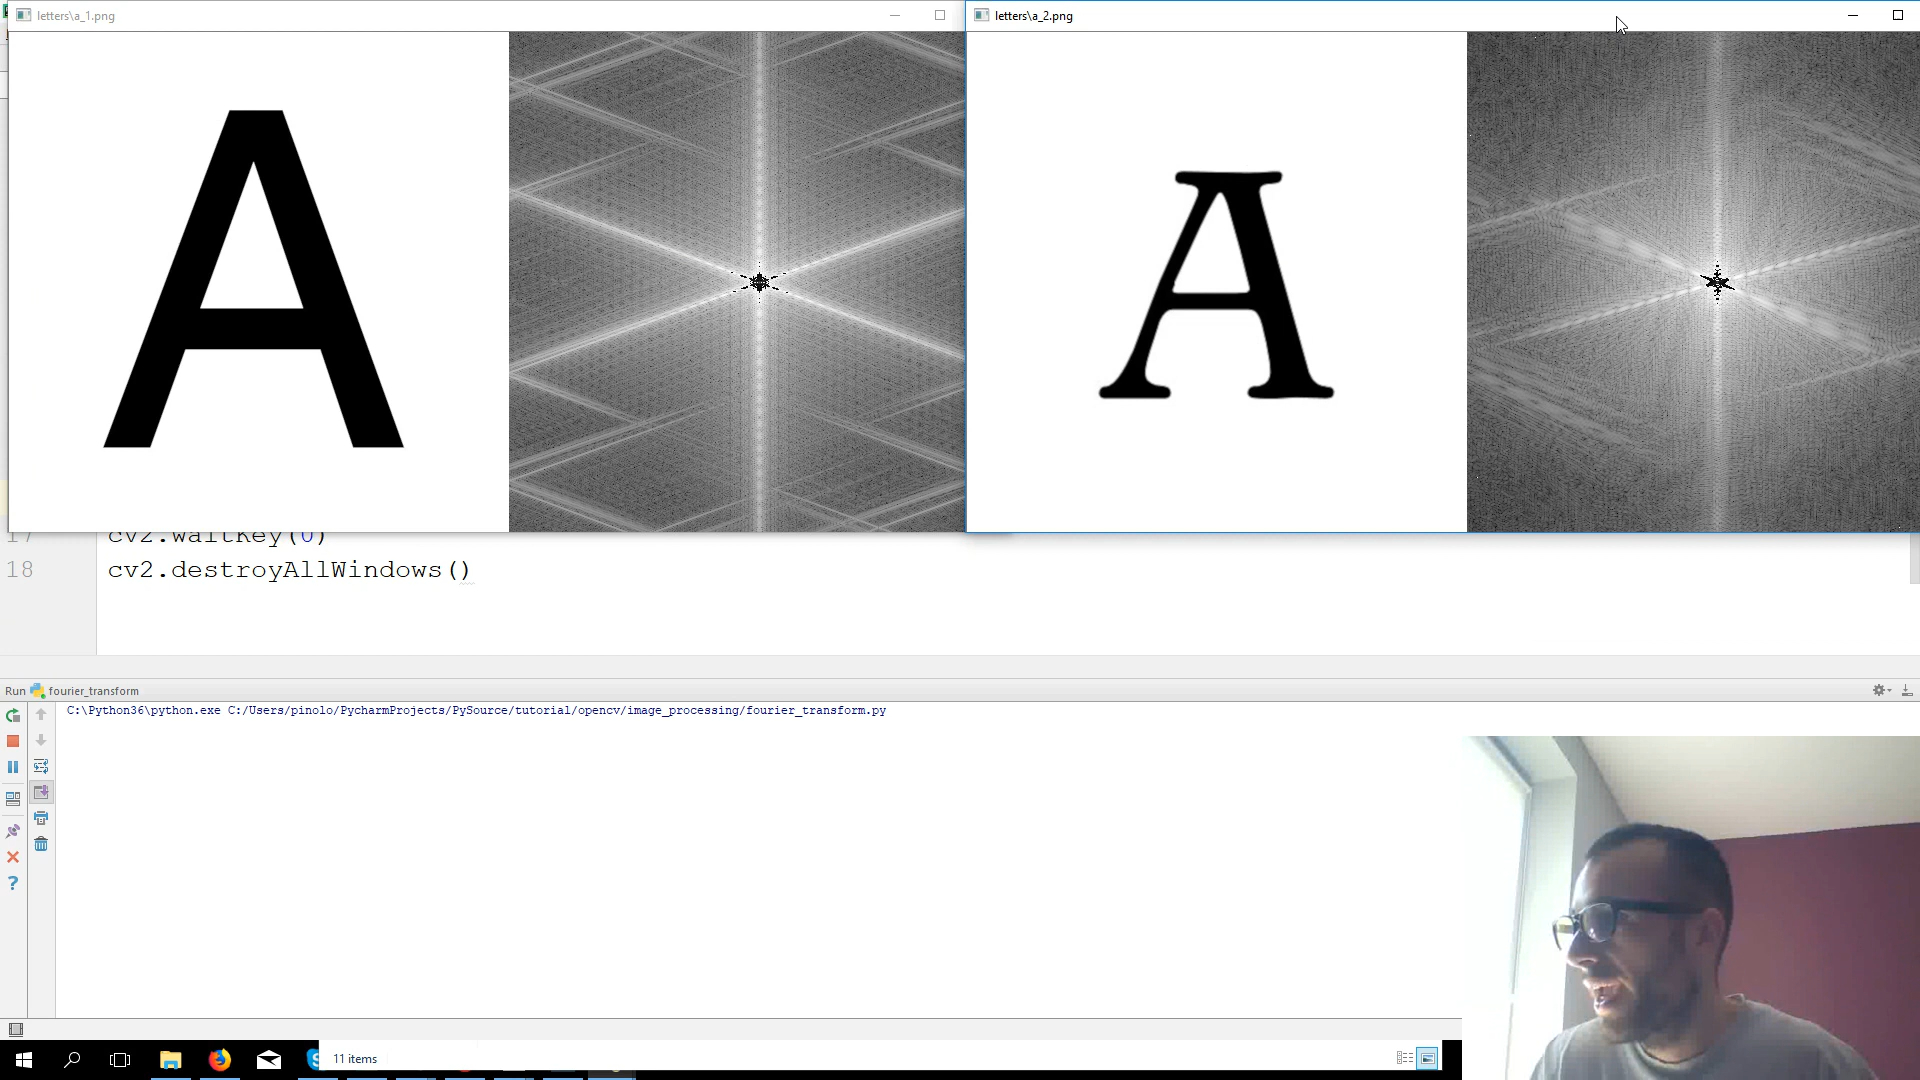 letters\a_1.png
letters\a_2.png
A
A
17 cv2.waitKey(0)
18 cv2.destroyAllWindows()
Run fourier_transform
C:\Python36\python.exe C:/Users/pinolo/PycharmProjects/PySource/tutorial/opencv/image_processing/fourier_transform.py
?
11 items